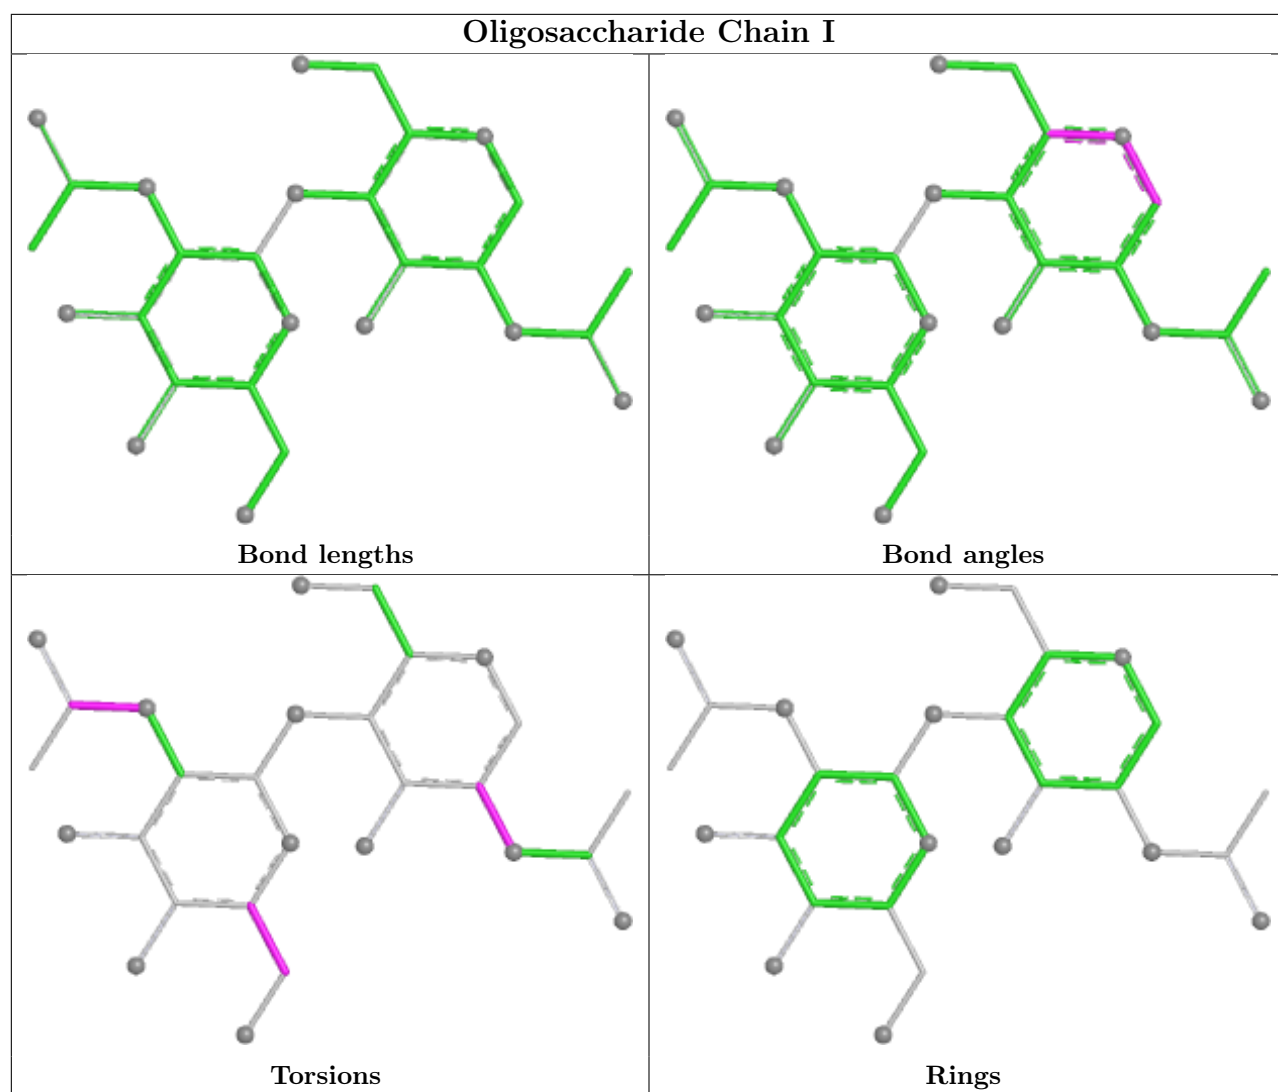 Oligosaccharide Chain I
Bond lengths
Bond angles
Torsions
Rings